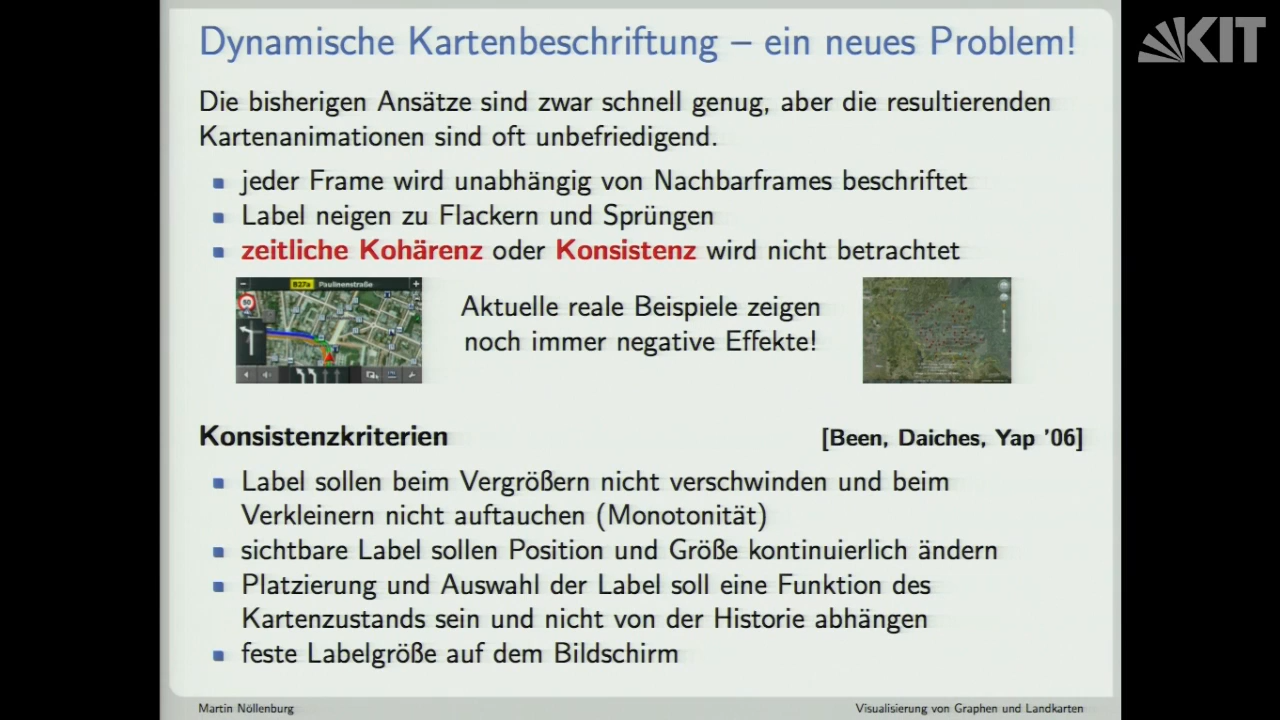 Dynamische Kartenbeschriftung – ein neues Problem!
KIT
Die bisherigen Ansätze sind zwar schnell genug, aber die resultierenden
Kartenanimationen sind oft unbefriedigend.
jeder Frame wird unabhängig von Nachbarframes beschriftet
Label neigen zu Flackern und Sprüngen
zeitliche Kohärenz oder Konsistenz wird nicht betrachtet
B27a Paulinenstraße
50
Aktuelle reale Beispiele zeigen
noch immer negative Effekte!
Konsistenzkriterien
[Been, Daiches, Yap '06]
Label sollen beim Vergrößern nicht verschwinden und beim
Verkleinern nicht auftauchen (Monotonität)
sichtbare Label sollen Position und Größe kontinuierlich ändern
Platzierung und Auswahl der Label soll eine Funktion des
Kartenzustands sein und nicht von der Historie abhängen
feste Labelgröße auf dem Bildschirm
Martin Nöllenburg
Visualisierung von Graphen und Landkarten